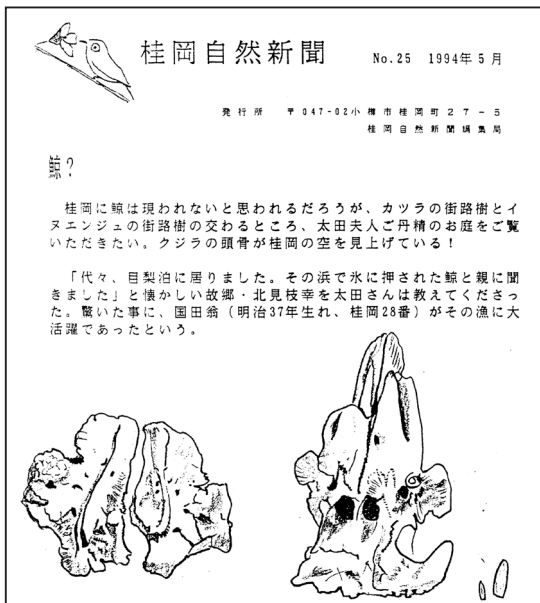 桂岡自然新聞
No.25 1994年5月
発行所 〒047-02小樽市桂岡町27-5
桂岡自然新聞編集局
鯨?
桂岡に鯨は現われないと思われるだろうが、カツラの街路樹とイ
ヌエンジュの街路樹の交わるところ、太田夫人ご丹精のお庭をご覧
いただきたい。クジラの頭骨が桂岡の空を見上げている!
「代々、目梨泊に居りました。その浜で氷に押された鯨と親に聞
きました」と懐かしい故郷・北見枝幸を太田さんは教えてくださっ
た。驚いた事に、国田翁(明治37年生れ、桂岡28番)がその漁に大
活躍であったという。